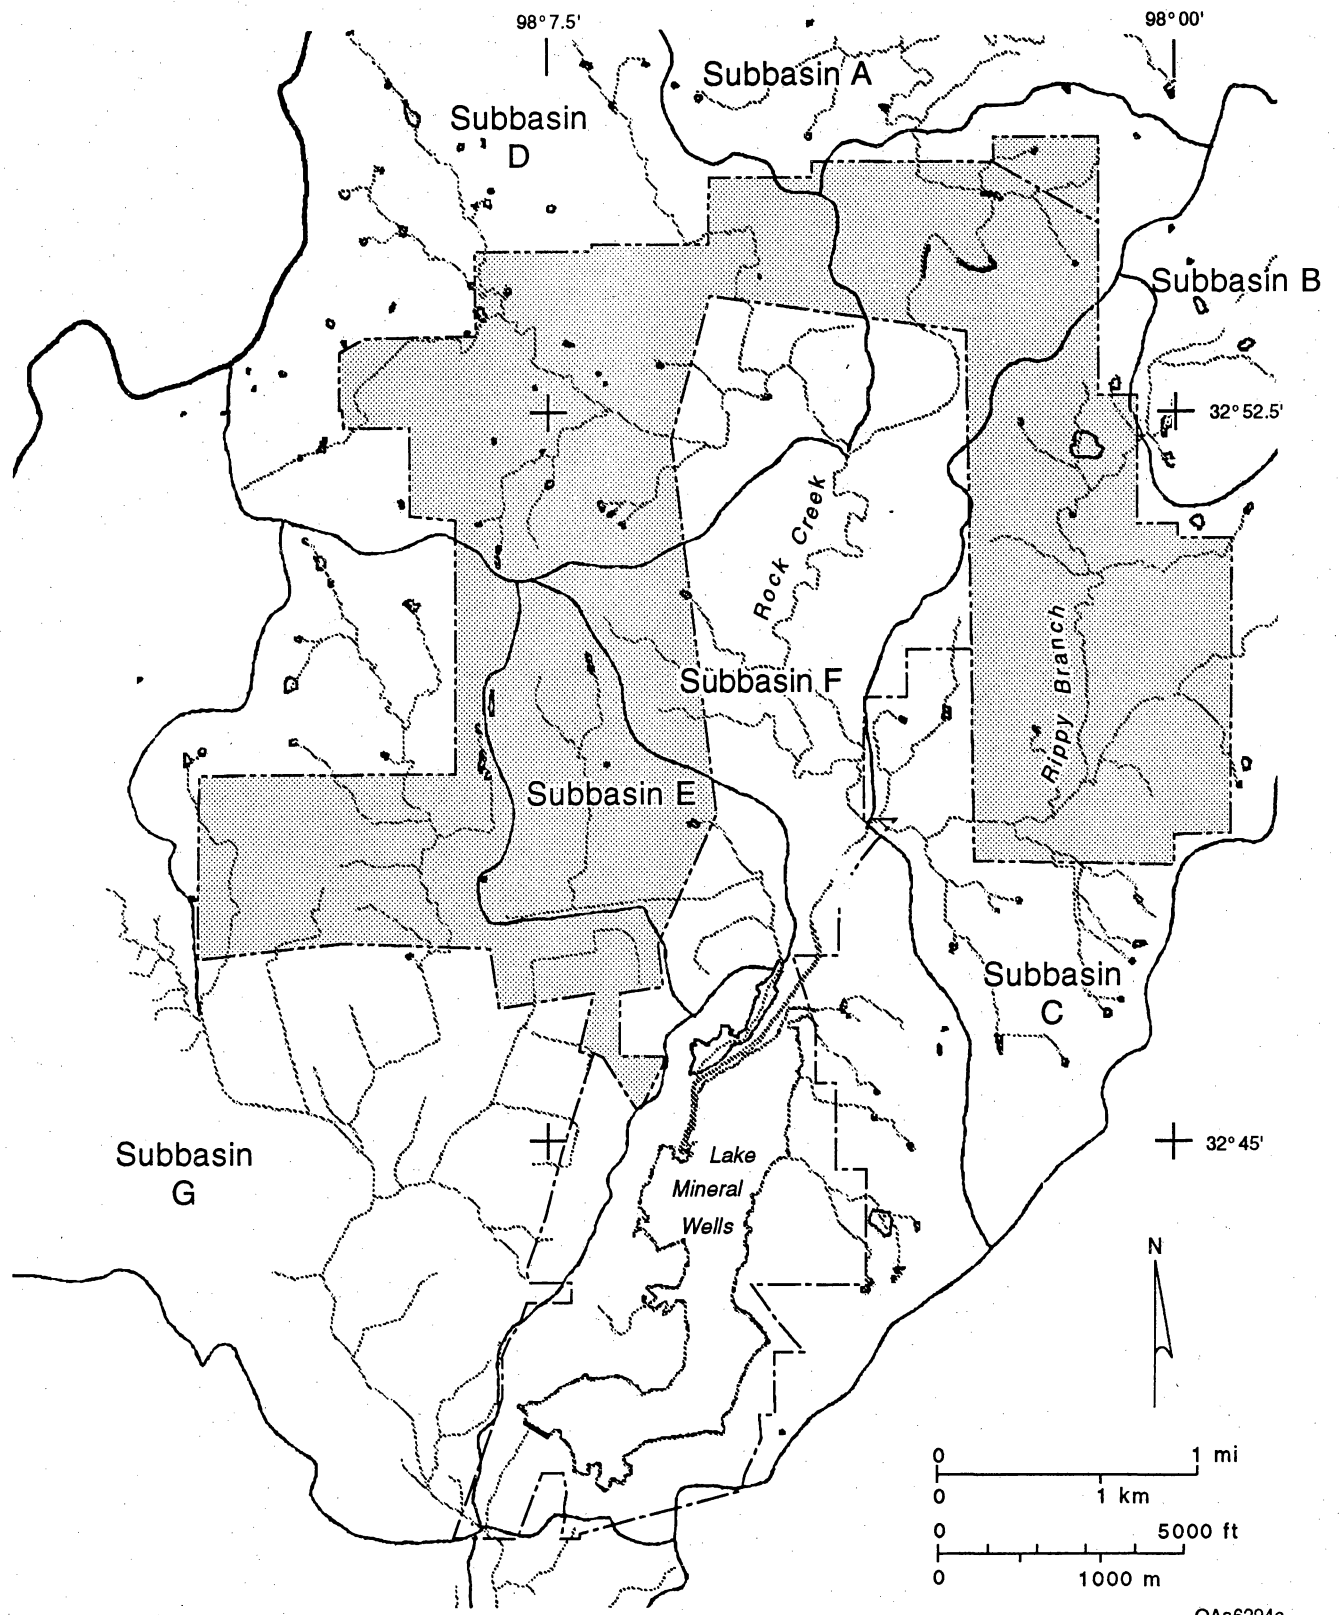 98°7.5'
98°00'
Subbasin A
Subbasin
D
Subbasin B
32°52.5'
Rock Creek
Rippy Branch
Subbasin F
Subbasin E
Subbasin
C
Subbasin
G
Lake
Mineral
Wells
32°45'
N
0 1 mi
0 1 km
0 5000 ft
0 1000 m